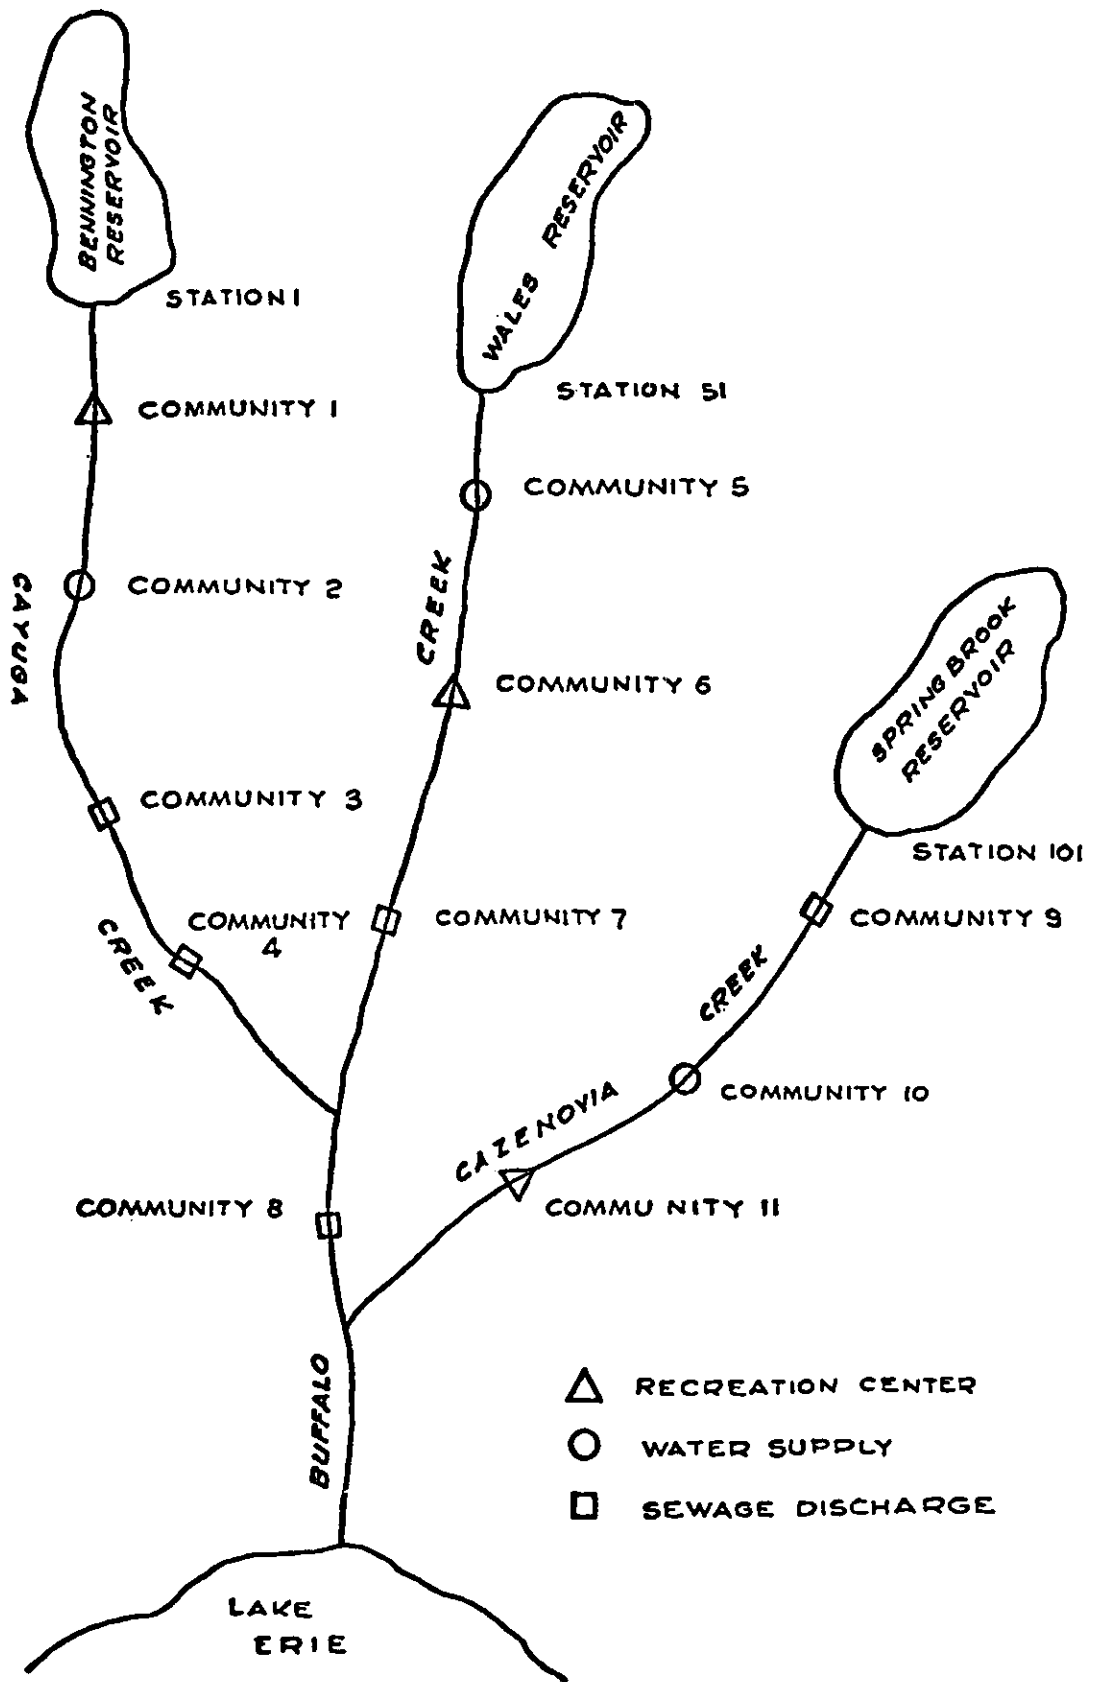 BENNINGTON
RESERVOIR
STATION 1
WALES RESERVOIR
STATION 51
COMMUNITY 1
COMMUNITY 5
COMMUNITY 2
CAYUGA
CREEK
COMMUNITY 6
SPRING BROOK
RESERVOIR
COMMUNITY 3
STATION 101
COMMUNITY
4
COMMUNITY 7
COMMUNITY 9
CREEK
CREEK
COMMUNITY 10
CAZENOVIA
COMMUNITY 8
COMMUNITY 11
BUFFALO
RECREATION CENTER
WATER SUPPLY
SEWAGE DISCHARGE
LAKE
ERIE